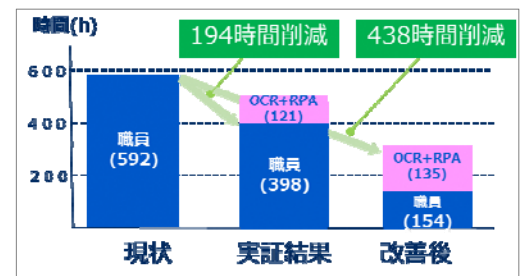 時間(h)
194時間削減
438時間削減
600
400
200
職員
(592)
OCR+RPA
(121)
職員
(398)
OCR+RPA
(135)
職員
(154)
現状
実証結果
改善後